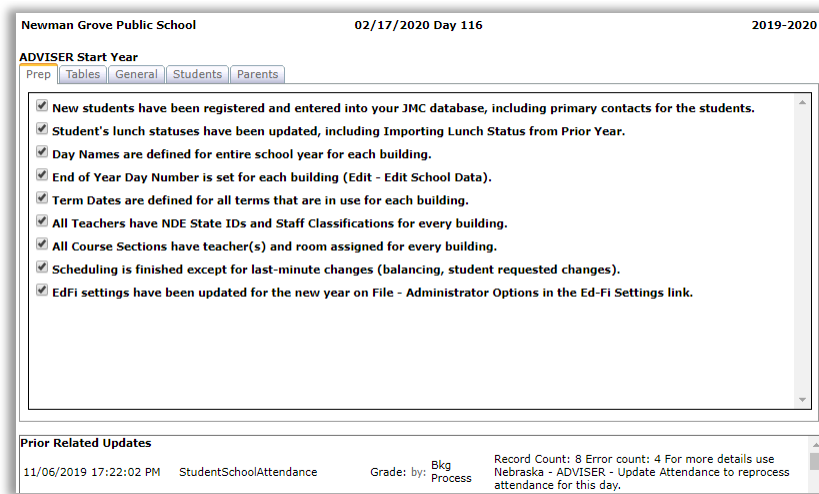 Newman Grove Public School 02/17/2020 Day 116 2019-2020
ADVISER Start Year
Prep Tables General Students Parents
New students have been registered and entered into your JMC database, including primary contacts for the students.
Student's lunch statuses have been updated, including Importing Lunch Status from Prior Year.
Day Names are defined for entire school year for each building.
End of Year Day Number is set for each building (Edit - Edit School Data).
Term Dates are defined for all terms that are in use for each building.
All Teachers have NDE State IDs and Staff Classifications for every building.
All Course Sections have teacher(s) and room assigned for every building.
Scheduling is finished except for last-minute changes (balancing, student requested changes).
EdFi settings have been updated for the new year on File - Administrator Options in the Ed-Fi Settings link.
Prior Related Updates
11/06/2019 17:22:02 PM StudentSchoolAttendance Grade: by: Bkg Process Record Count: 8 Error count: 4 For more details use
Nebraska - ADVISER - Update Attendance to reprocess
attendance for this day.